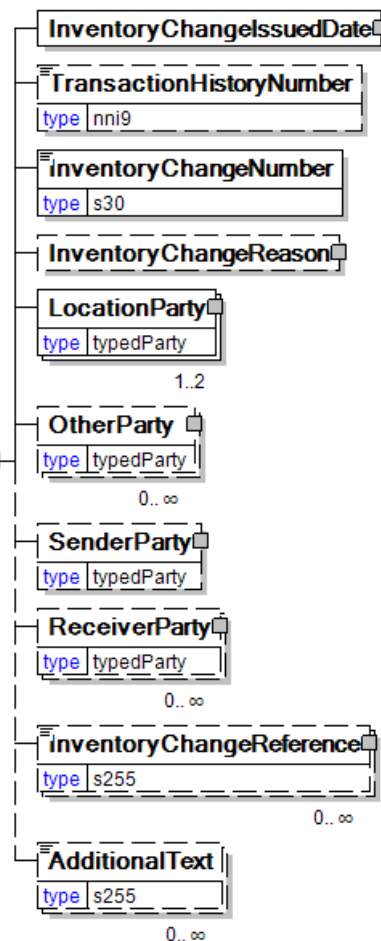 InventoryChangeIssuedDate
TransactionHistoryNumber
type nni9
InventoryChangeNumber
type s30
InventoryChangeReason
LocationParty
type typedParty
1..2
OtherParty
type typedParty
0.. ∞
SenderParty
type typedParty
ReceiverParty
type typedParty
0.. ∞
InventoryChangeReference
type s255
0.. ∞
AdditionalText
type s255
0.. ∞